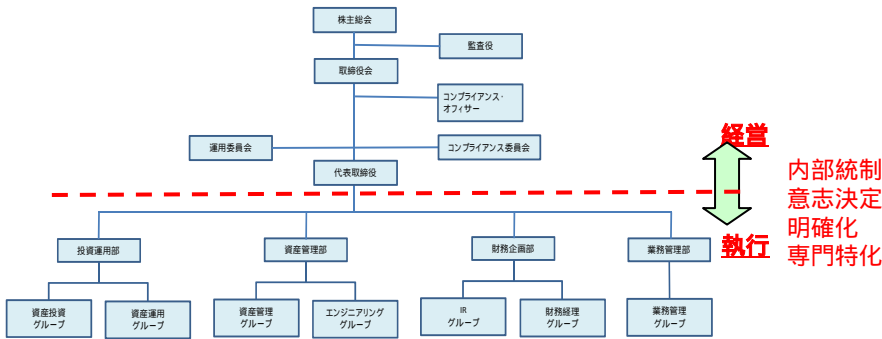 株主総会
監査役
取締役会
コンプライアンス・
オフィサー
運用委員会
コンプライアンス委員会
代表取締役
経営
執行
内部統制
意志決定
明確化
専門特化
投資運用部
資産管理部
財務企画部
業務管理部
資産投資
グループ
資産運用
グループ
資産管理
グループ
エンジニアリング
グループ
IR
グループ
財務経理
グループ
業務管理
グループ